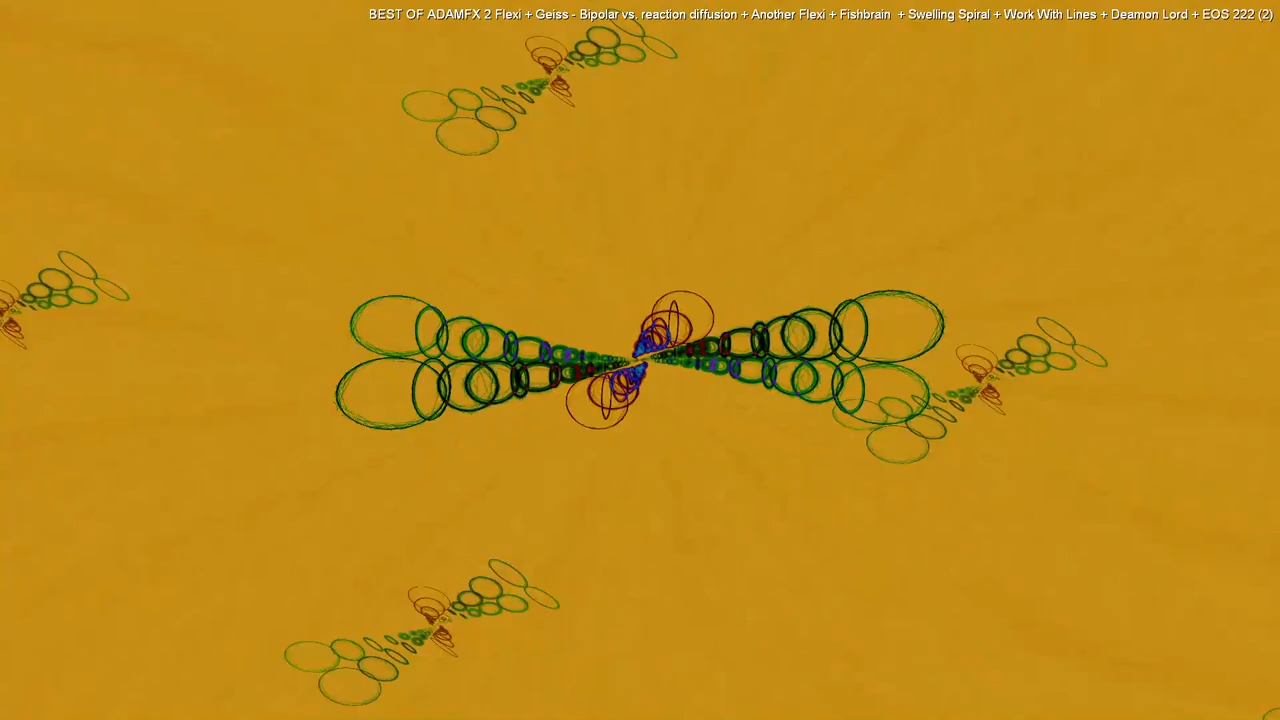 BEST OF ADAMFX 2 Flexi + Geiss - Bipolar vs. reaction diffusion + Another Flexi + Fishbrain  + Swelling Spiral + Work With Lines + Deamon Lord + EOS 222 (2)